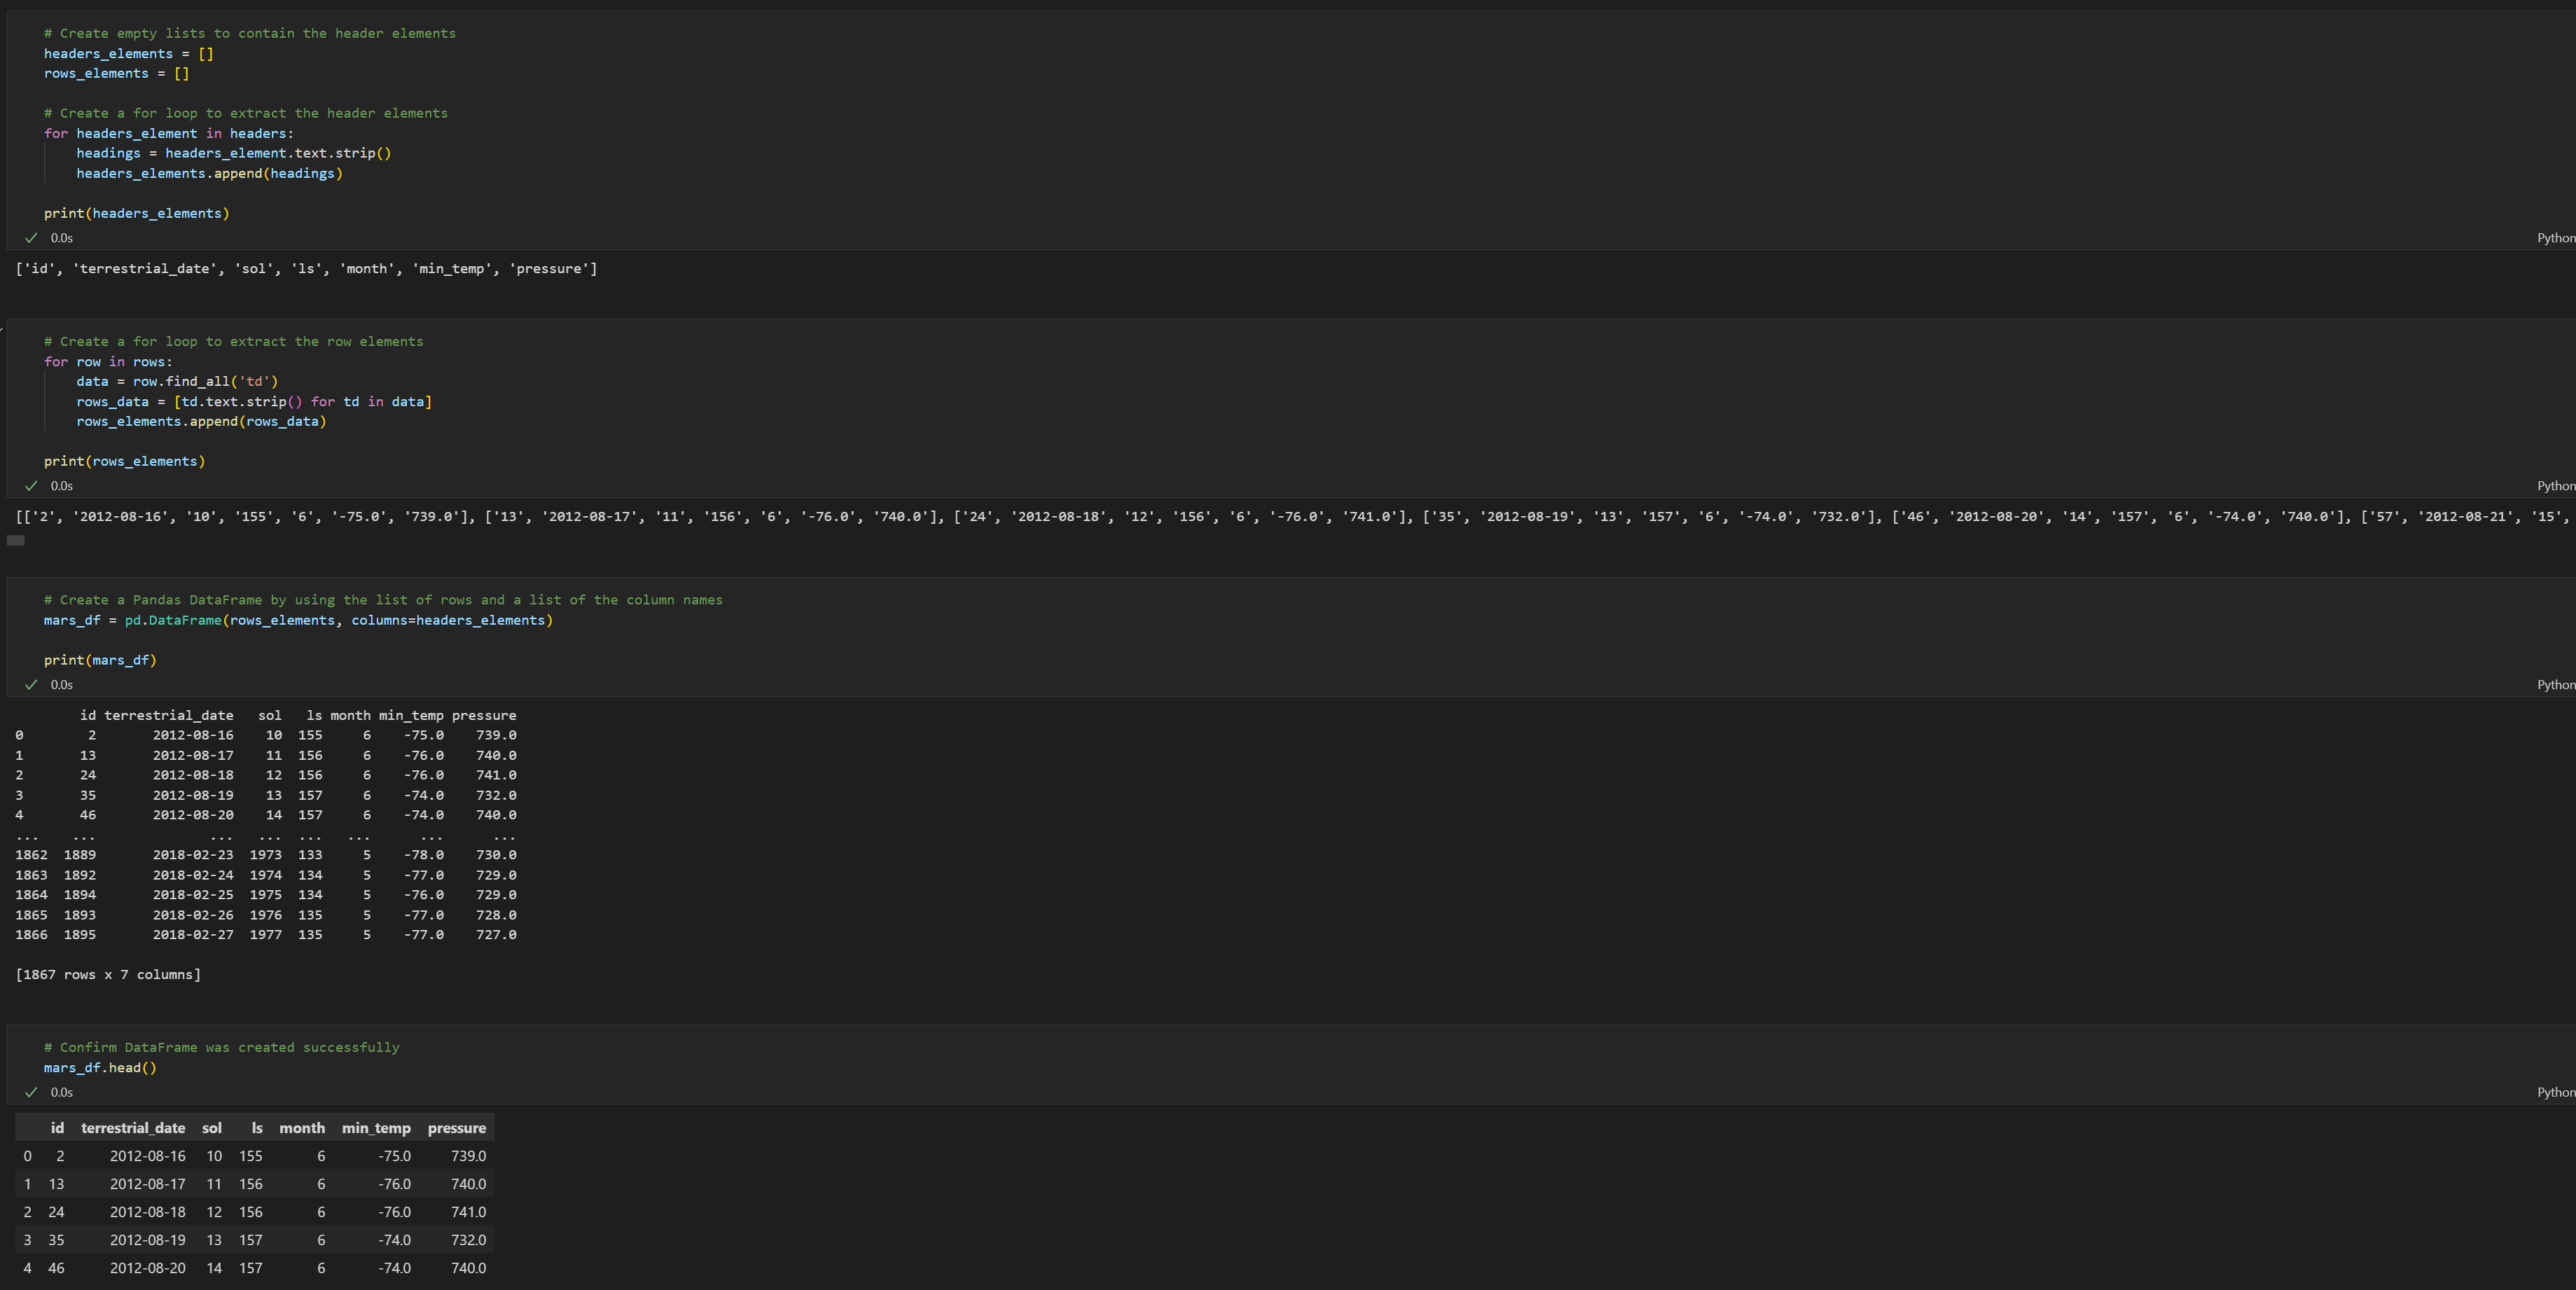 # Create empty lists to contain the header elements
headers_elements = []
rows_elements = []
# Create a for loop to extract the header elements
for headers_element in headers:
    headings = headers_element.text.strip()
    headers_elements.append(headings)
print(headers_elements)
0.0s
Python
['id', 'terrestrial_date', 'sol', 'ls', 'month', 'min_temp', 'pressure']
# Create a for loop to extract the row elements
for row in rows:
    data = row.find_all('td')
    rows_data = [td.text.strip() for td in data]
    rows_elements.append(rows_data)
print(rows_elements)
0.0s
Python
[['2', '2012-08-16', '10', '155', '6', '-75.0', '739.0'], ['13', '2012-08-17', '11', '156', '6', '-76.0', '740.0'], ['24', '2012-08-18', '12', '156', '6', '-76.0', '741.0'], ['35', '2012-08-19', '13', '157', '6', '-74.0', '732.0'], ['46', '2012-08-20', '14', '157', '6', '-74.0', '740.0'], ['57', '2012-08-21', '15',
# Create a Pandas DataFrame by using the list of rows and a list of the column names
mars_df = pd.DataFrame(rows_elements, columns=headers_elements)
print(mars_df)
0.0s
Python
id terrestrial_date sol ls month min_temp pressure
0 2 2012-08-16 10 155 6 -75.0 739.0
1 13 2012-08-17 11 156 6 -76.0 740.0
2 24 2012-08-18 12 156 6 -76.0 741.0
3 35 2012-08-19 13 157 6 -74.0 732.0
4 46 2012-08-20 14 157 6 -74.0 740.0
... ... ... ... ... ... ... ...
1862 1889 2018-02-23 1973 133 5 -78.0 730.0
1863 1892 2018-02-24 1974 134 5 -77.0 729.0
1864 1894 2018-02-25 1975 134 5 -76.0 729.0
1865 1893 2018-02-26 1976 135 5 -77.0 728.0
1866 1895 2018-02-27 1977 135 5 -77.0 727.0
[1867 rows x 7 columns]
# Confirm DataFrame was created successfully
mars_df.head()
0.0s
Python
id terrestrial_date sol ls month min_temp pressure
0 2 2012-08-16 10 155 6 -75.0 739.0
1 13 2012-08-17 11 156 6 -76.0 740.0
2 24 2012-08-18 12 156 6 -76.0 741.0
3 35 2012-08-19 13 157 6 -74.0 732.0
4 46 2012-08-20 14 157 6 -74.0 740.0